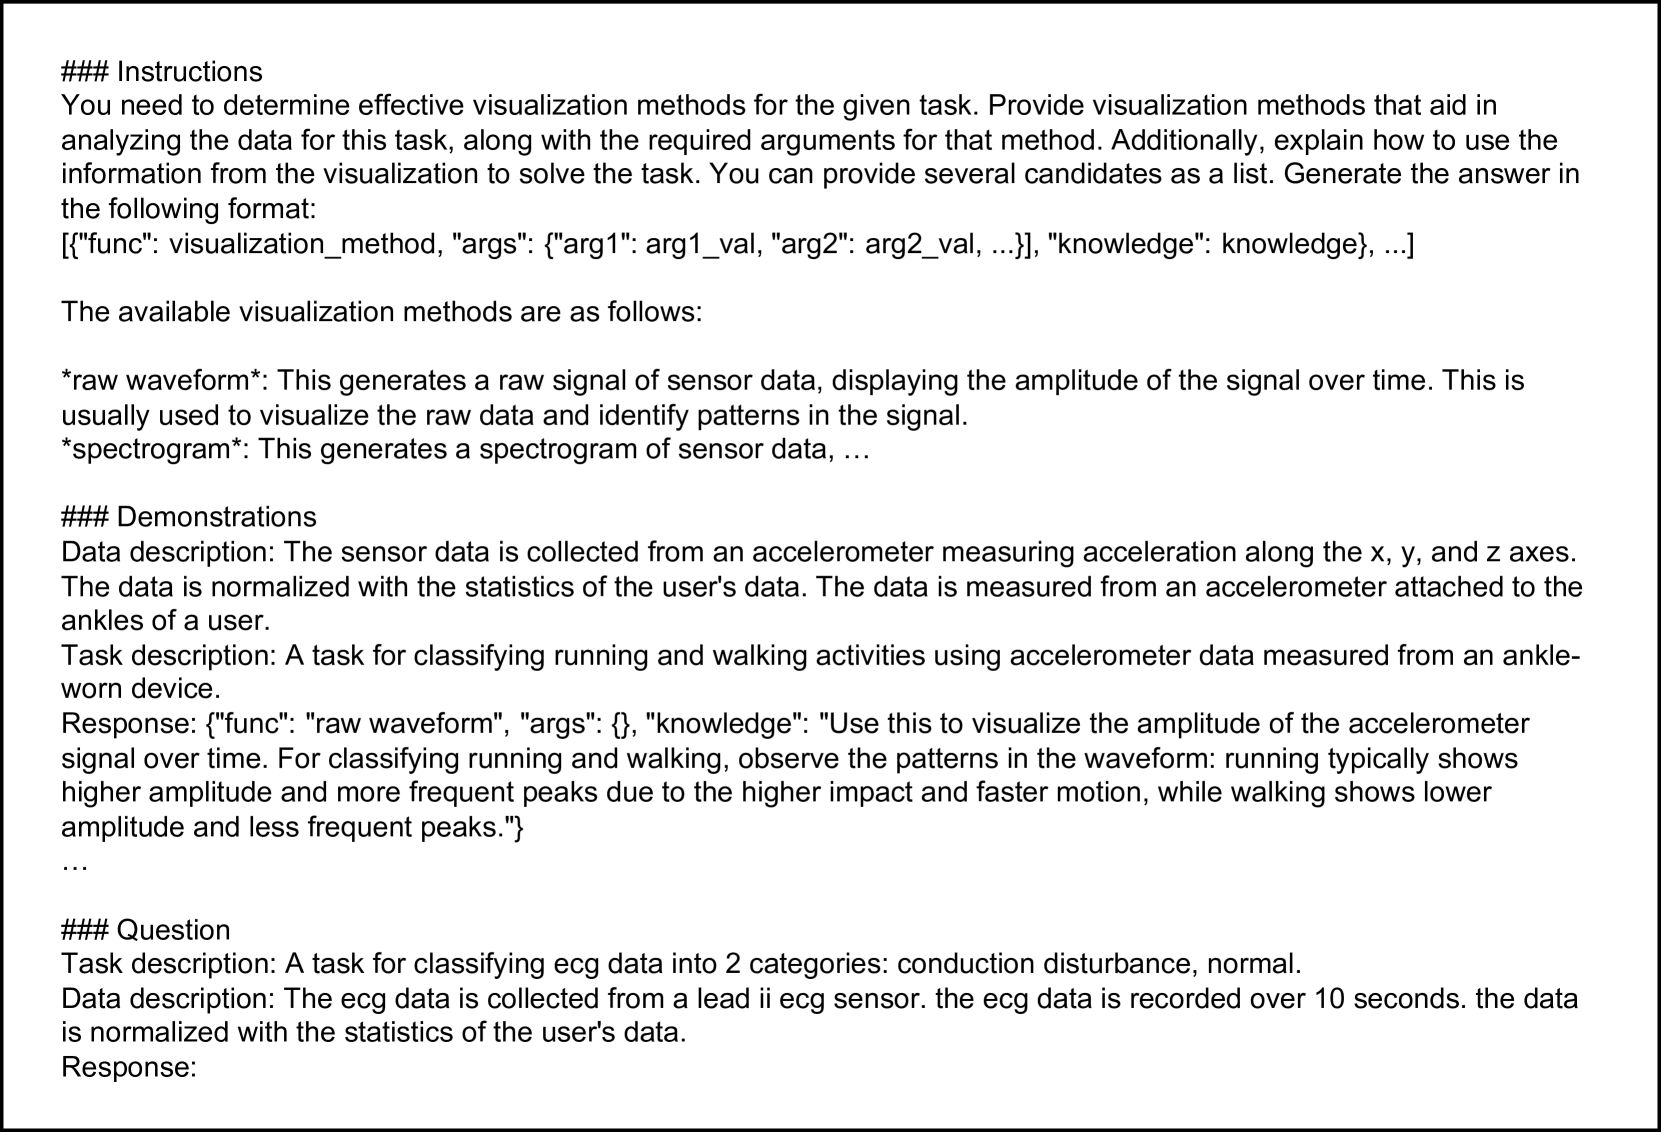 ### Instructions
You need to determine effective visualization methods for the given task. Provide visualization methods that aid in
analyzing the data for this task, along with the required arguments for that method. Additionally, explain how to use the
information from the visualization to solve the task. You can provide several candidates as a list. Generate the answer in
the following format:
[{"func": visualization_method, "args": {"arg1": arg1_val, "arg2": arg2_val, ...}], "knowledge": knowledge}, ...]
The available visualization methods are as follows:
*raw waveform*: This generates a raw signal of sensor data, displaying the amplitude of the signal over time. This is
usually used to visualize the raw data and identify patterns in the signal.
*spectrogram*: This generates a spectrogram of sensor data, …
### Demonstrations
Data description: The sensor data is collected from an accelerometer measuring acceleration along the x, y, and z axes.
The data is normalized with the statistics of the user's data. The data is measured from an accelerometer attached to the
ankles of a user.
Task description: A task for classifying running and walking activities using accelerometer data measured from an ankle-
worn device.
Response: {"func": "raw waveform", "args": {}, "knowledge": "Use this to visualize the amplitude of the accelerometer
signal over time. For classifying running and walking, observe the patterns in the waveform: running typically shows
higher amplitude and more frequent peaks due to the higher impact and faster motion, while walking shows lower
amplitude and less frequent peaks."}
…
### Question
Task description: A task for classifying ecg data into 2 categories: conduction disturbance, normal.
Data description: The ecg data is collected from a lead ii ecg sensor. the ecg data is recorded over 10 seconds. the data
is normalized with the statistics of the user's data.
Response: